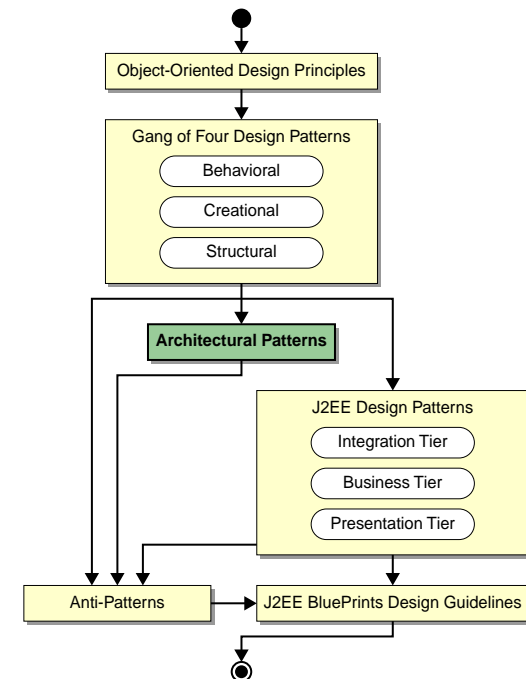 Object-Oriented Design Principles
Gang of Four Design Patterns
Behavioral
Creational
Structural
Architectural Patterns
J2EE Design Patterns
Integration Tier
Business Tier
Presentation Tier
Anti-Patterns
J2EE BluePrints Design Guidelines